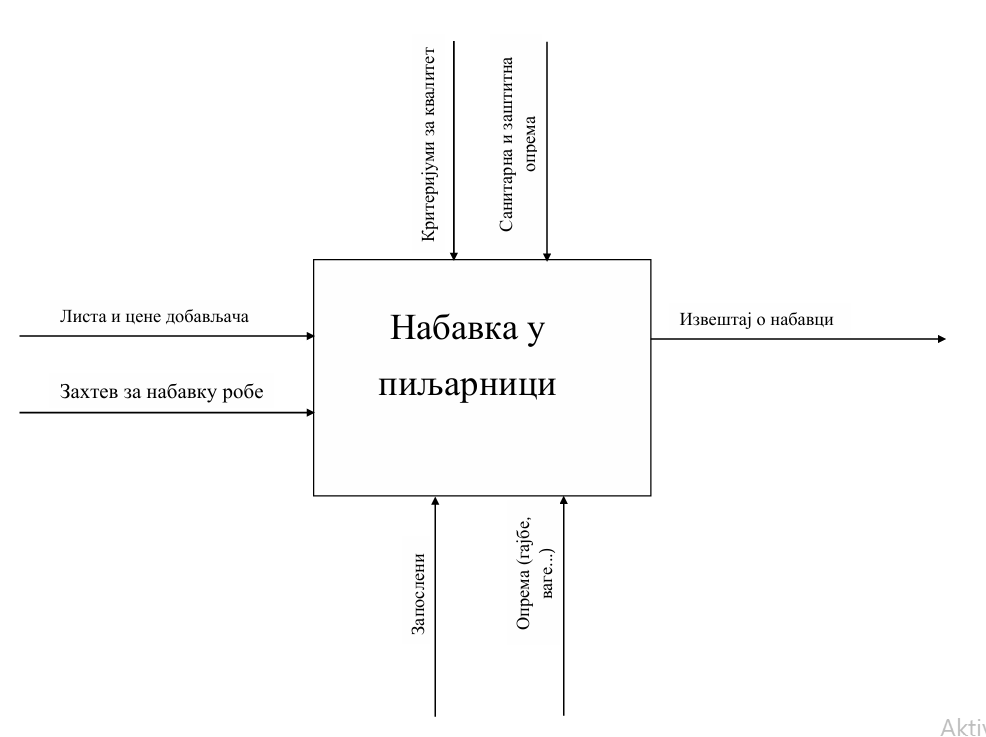 Критеријуми за квалитет
Санитарна и заштитна
опрема
Листа и цене добављача
Захтев за набавку робе
Набавка у
пиљарници
Извештај о набавци
Запослени
Опрема (гајбе,
ваге...)
Aktiv